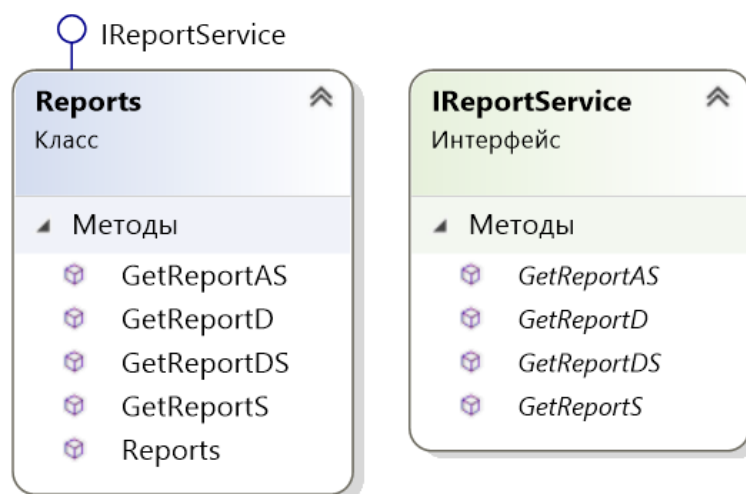 IReportService
Reports
Класс
Методы
GetReportAS
GetReportD
GetReportDS
GetReportS
Reports
IReportService
Интерфейс
Методы
GetReportAS
GetReportD
GetReportDS
GetReportS